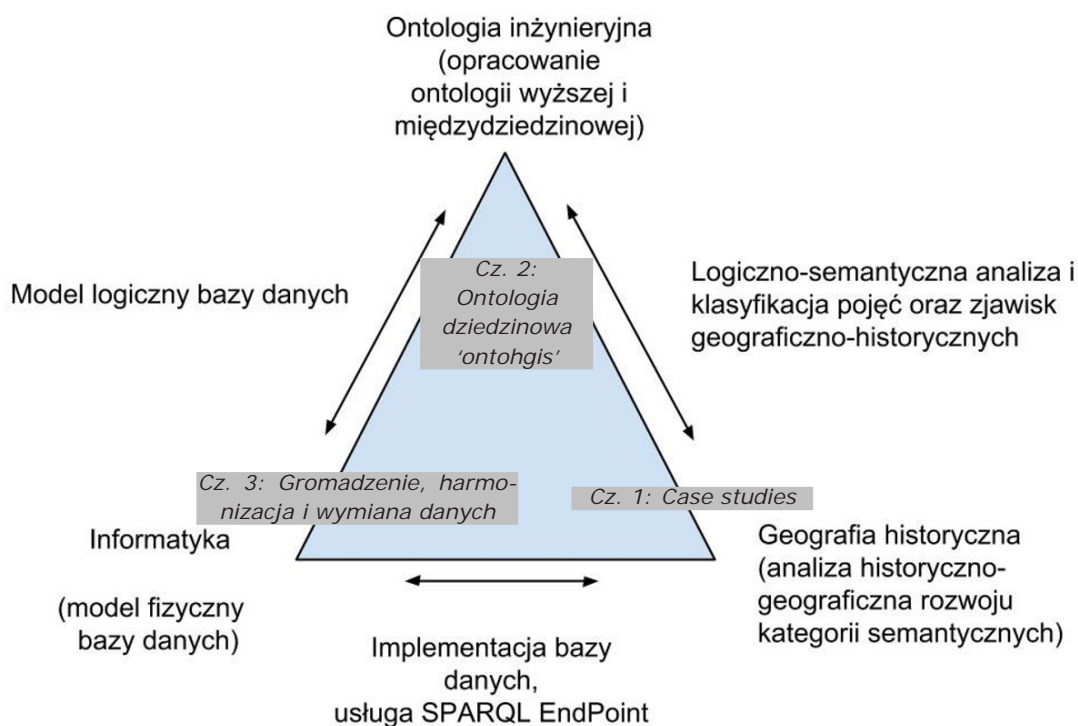 Ontologia inżynieryjna
(opracowanie
ontologii wyższej i
międzydziedzinowej)
Model logiczny bazy danych
Cz. 2:
Ontologia
dziedzinowa
'ontohgis'
Logiczno-semantyczna analiza i
klasyfikacja pojęć oraz zjawisk
geograficzno-historycznych
Cz. 3: Gromadzenie, harmo-
nizacja i wymiana danych
Cz. 1: Case studies
Informatyka
(model fizyczny
bazy danych)
Geografia historyczna
(analiza historyczno-
geograficzna rozwoju
kategorii semantycznych)
Implementacja bazy
danych,
usługa SPARQL EndPoint